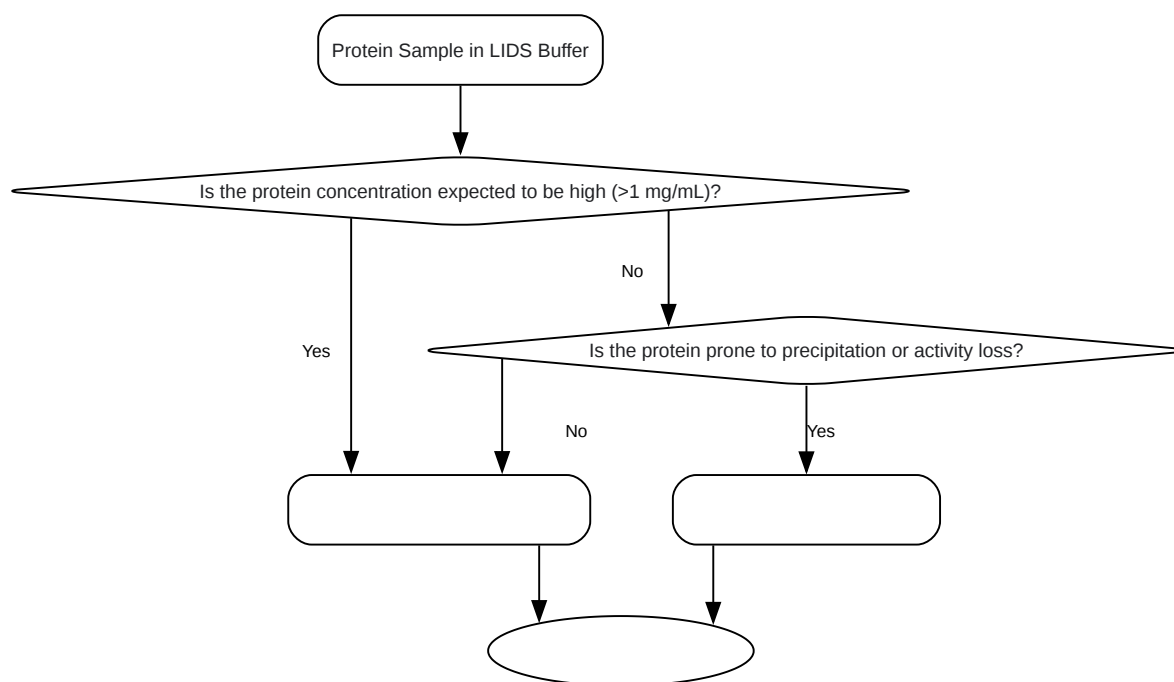 Protein Sample in LIDS Buffer
Is the protein concentration expected to be high (>1 mg/mL)?
No
Yes
Is the protein prone to precipitation or activity loss?
No
Yes